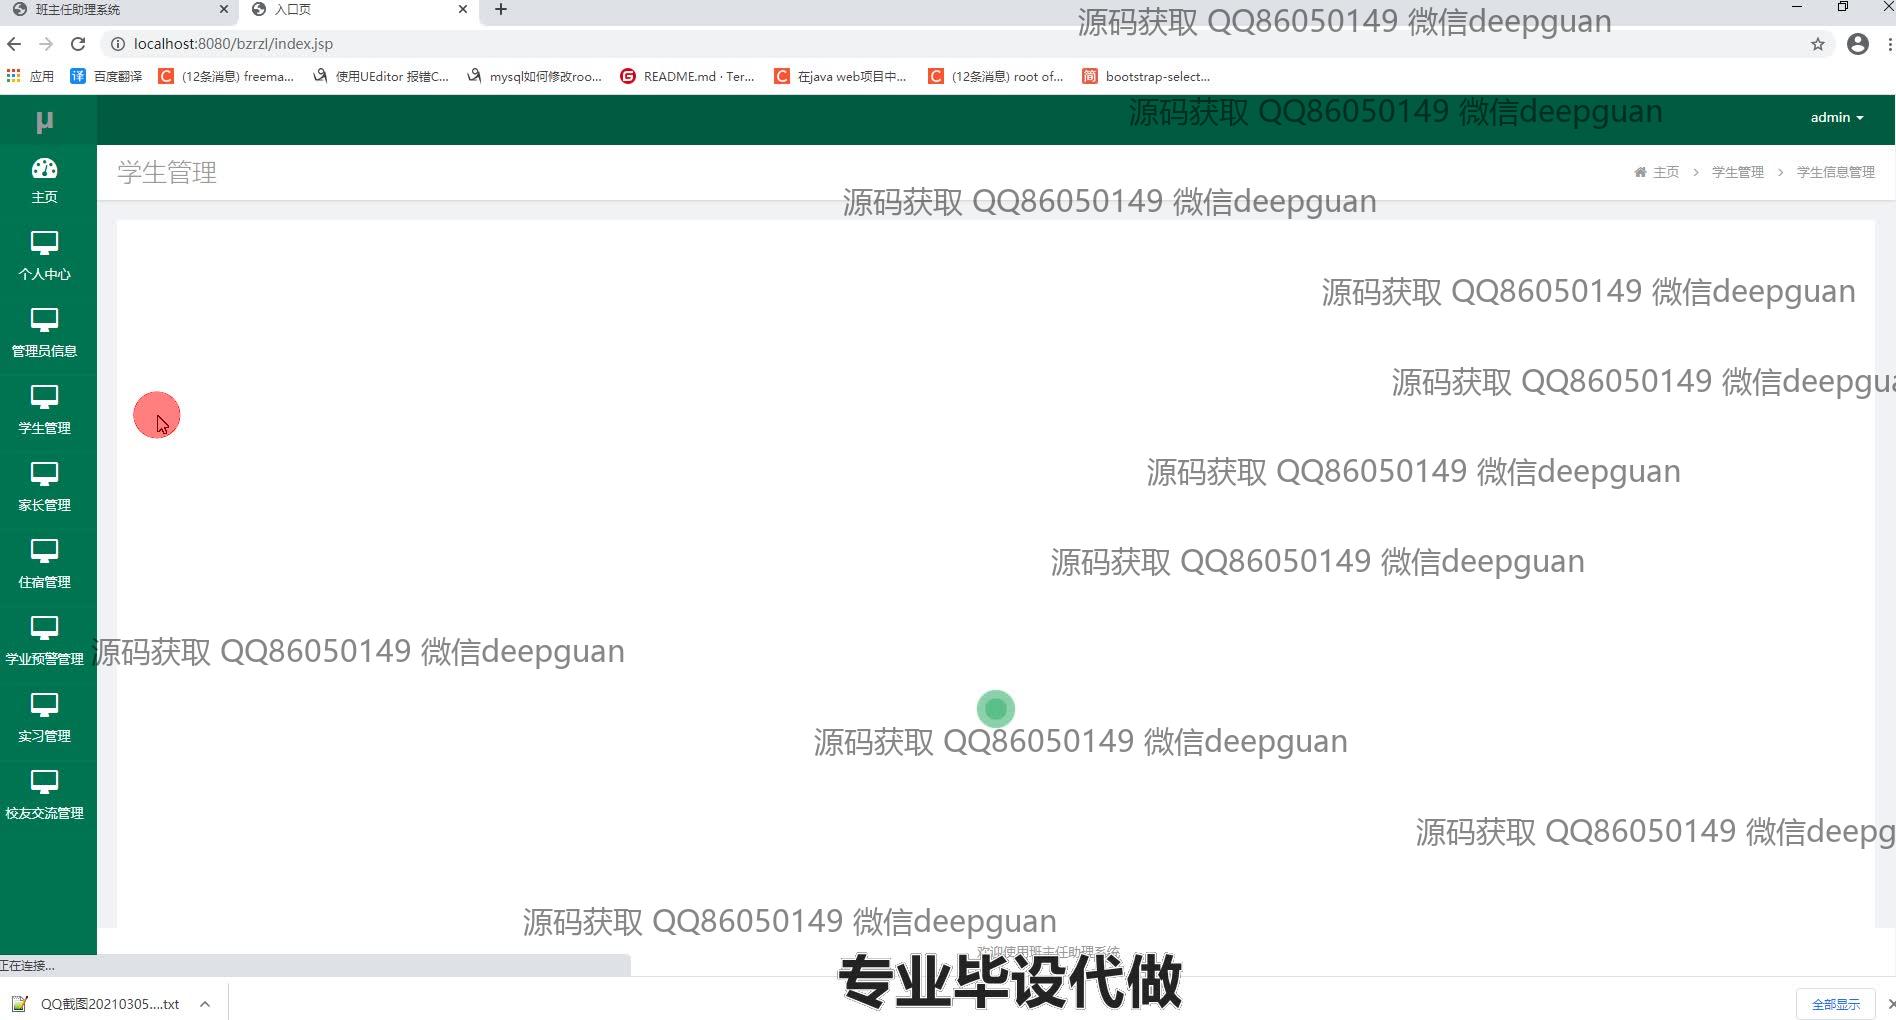 班主任助理系统
入口页
源码获取 QQ86050149 微信deepguan
localhost:8080/bzrzl/index.jsp
应用
百度翻译
(12条消息) freema...
使用UEditor 报错C...
mysql如何修改roo...
README.md · Ter...
在java web项目中...
(12条消息) root of...
bootstrap-select...
μ
源码获取 QQ86050149 微信deepguan
admin
学生管理
主页 > 学生管理 > 学生信息管理
主页
源码获取 QQ86050149 微信deepguan
个人中心
源码获取 QQ86050149 微信deepguan
管理员信息
源码获取 QQ86050149 微信deepgua
学生管理
源码获取 QQ86050149 微信deepguan
家长管理
源码获取 QQ86050149 微信deepguan
住宿管理
学业预警管理
源码获取 QQ86050149 微信deepguan
实习管理
源码获取 QQ86050149 微信deepguan
校友交流管理
源码获取 QQ86050149 微信deepg
源码获取 QQ86050149 微信deepguan
欢迎使用班主任助理系统
正在连接...
专业毕设代做
QQ截图20210305....txt
全部显示